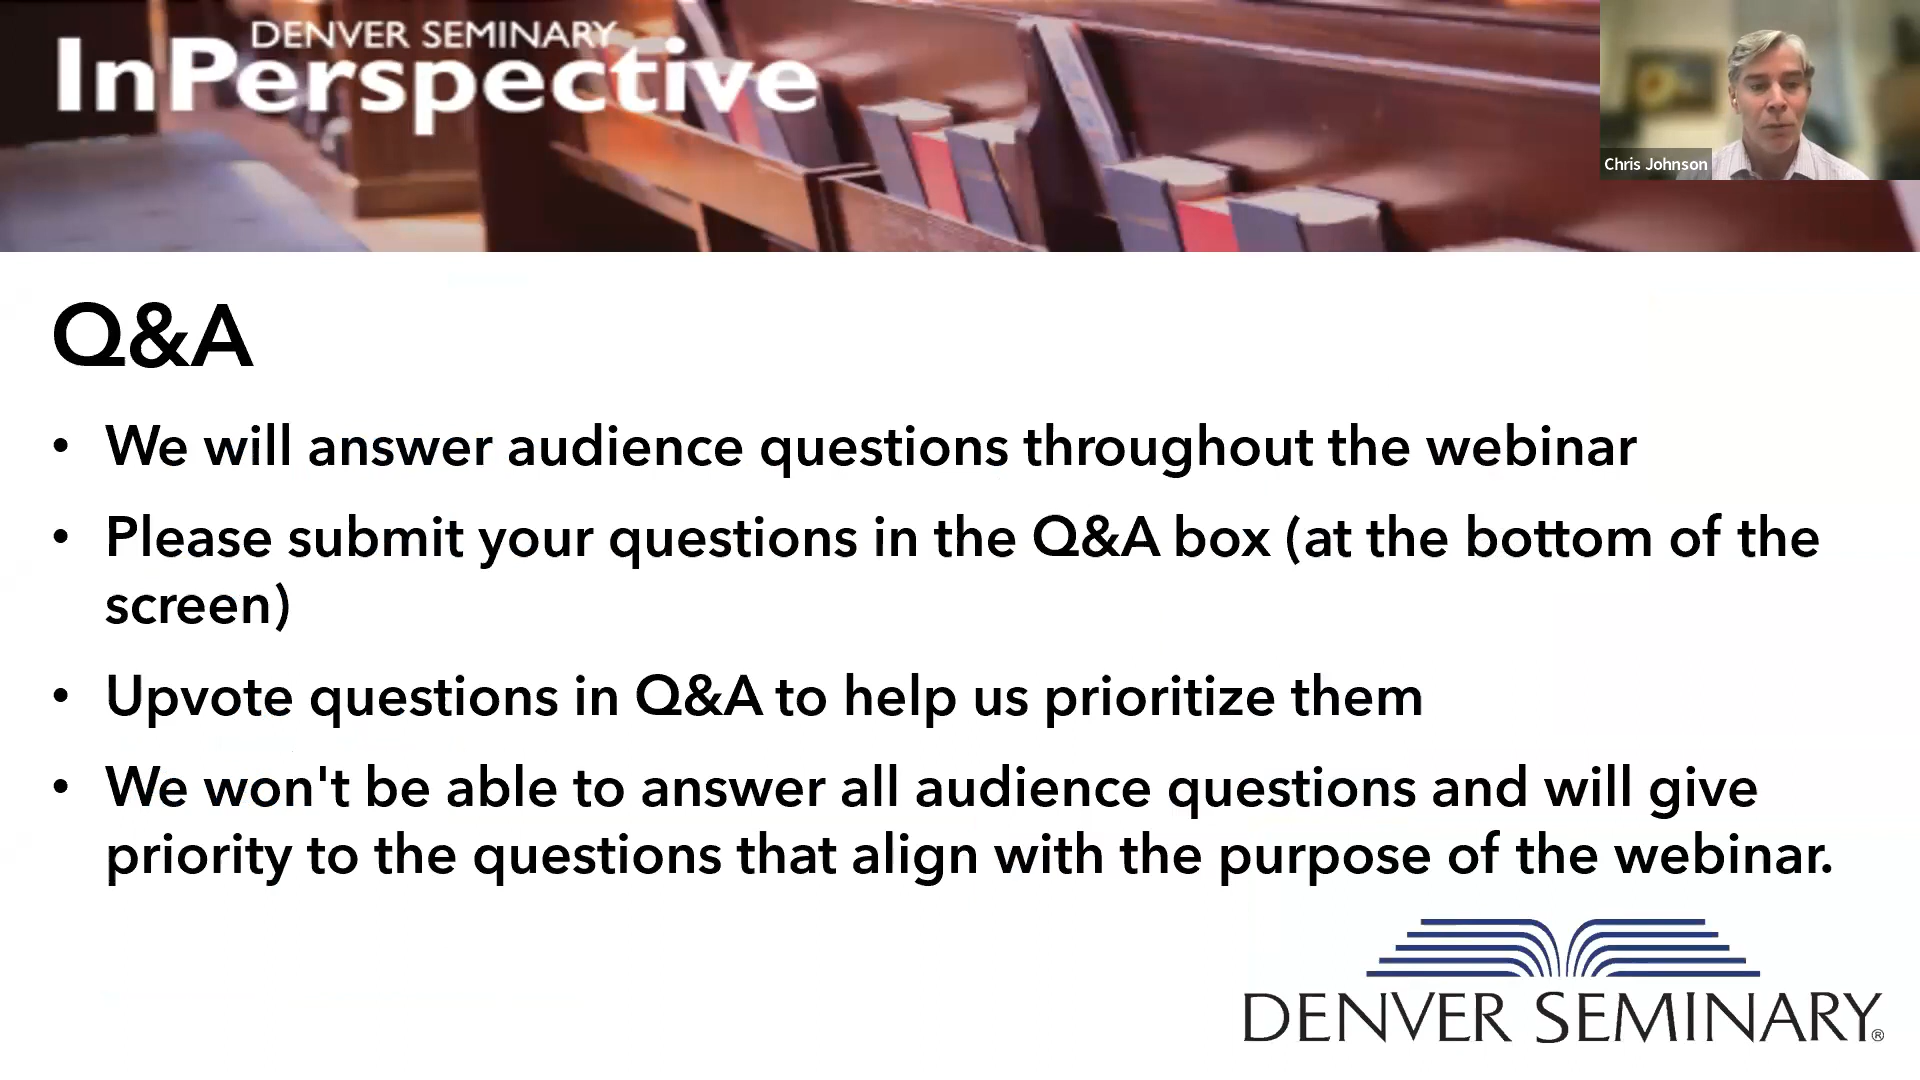 DENVER SEMINARY
InPerspective
Chris Johnson
Q&A
• We will answer audience questions throughout the webinar
• Please submit your questions in the Q&A box (at the bottom of the
screen)
• Upvote questions in Q&A to help us prioritize them
• We won't be able to answer all audience questions and will give
priority to the questions that align with the purpose of the webinar.
DENVER SEMINARY®